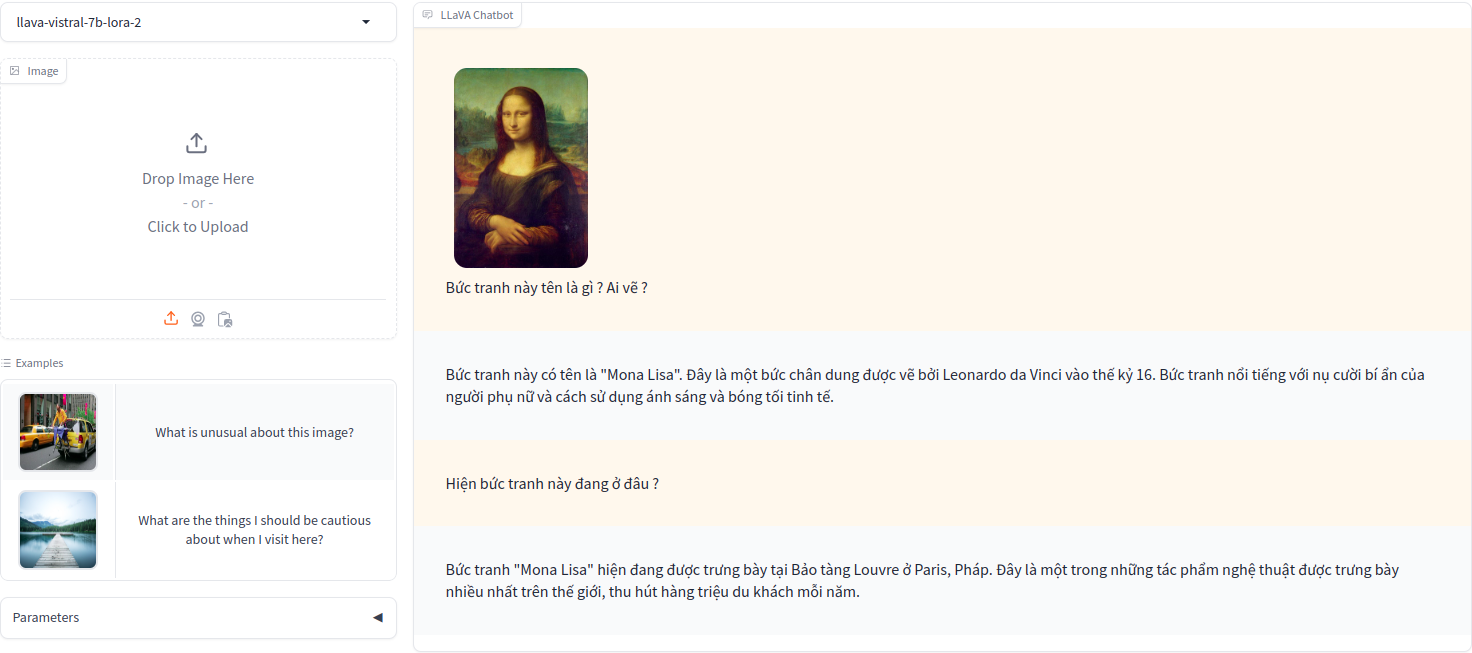 llava-vistral-7b-lora-2
Image
Drop Image Here
- or -
Click to Upload
Examples
What is unusual about this image?
What are the things I should be cautious
about when I visit here?
Parameters
LLaVA Chatbot
Bức tranh này tên là gì ? Ai vẽ ?
Bức tranh này có tên là "Mona Lisa". Đây là một bức chân dung được vẽ bởi Leonardo da Vinci vào thế kỷ 16. Bức tranh nổi tiếng với nụ cười bí ẩn của
người phụ nữ và cách sử dụng ánh sáng và bóng tối tinh tế.
Hiện bức tranh này đang ở đâu ?
Bức tranh "Mona Lisa" hiện đang được trưng bày tại Bảo tàng Louvre ở Paris, Pháp. Đây là một trong những tác phẩm nghệ thuật được trưng bày
nhiều nhất trên thế giới, thu hút hàng triệu du khách mỗi năm.